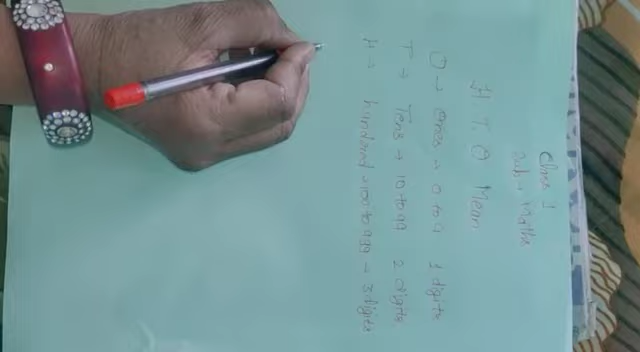 Class 1
Sub → Maths
H T O Mean
O → Ones → 0 to 9 1 digits
T → Tens → 10 to 99 2 digits
H → hundred → 100 to 999 → 3 digits